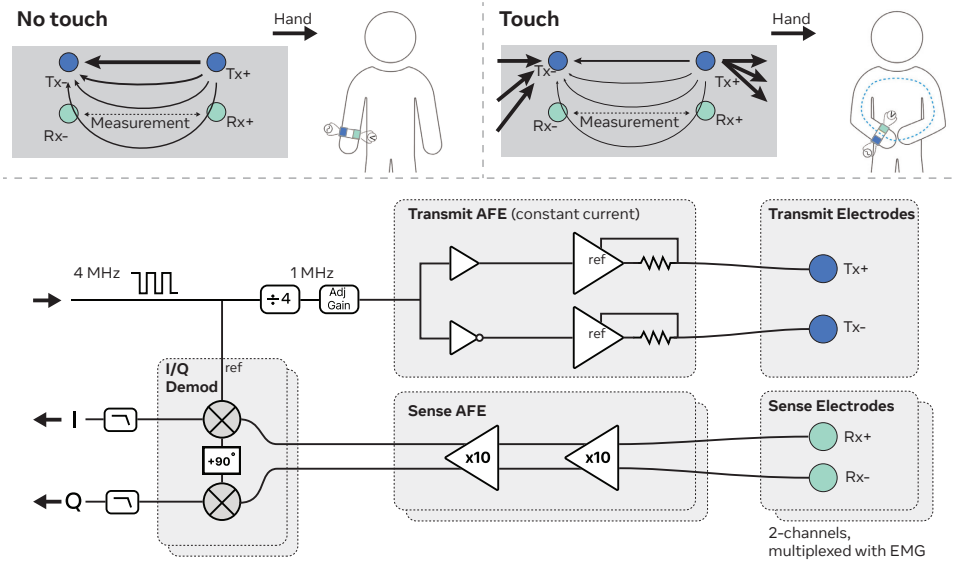 No touch
Hand
Tx-
Tx+
Rx-
Measurement
Rx+
Touch
Hand
Tx-
Tx+
Rx-
Measurement
Rx+
4 MHz
÷4
1 MHz
Adj
Gain
Transmit AFE (constant current)
ref
ref
Transmit Electrodes
Tx+
Tx-
I/Q
Demod
ref
I
+90°
Q
Sense AFE
x10
x10
Sense Electrodes
Rx+
Rx-
2-channels,
multiplexed with EMG